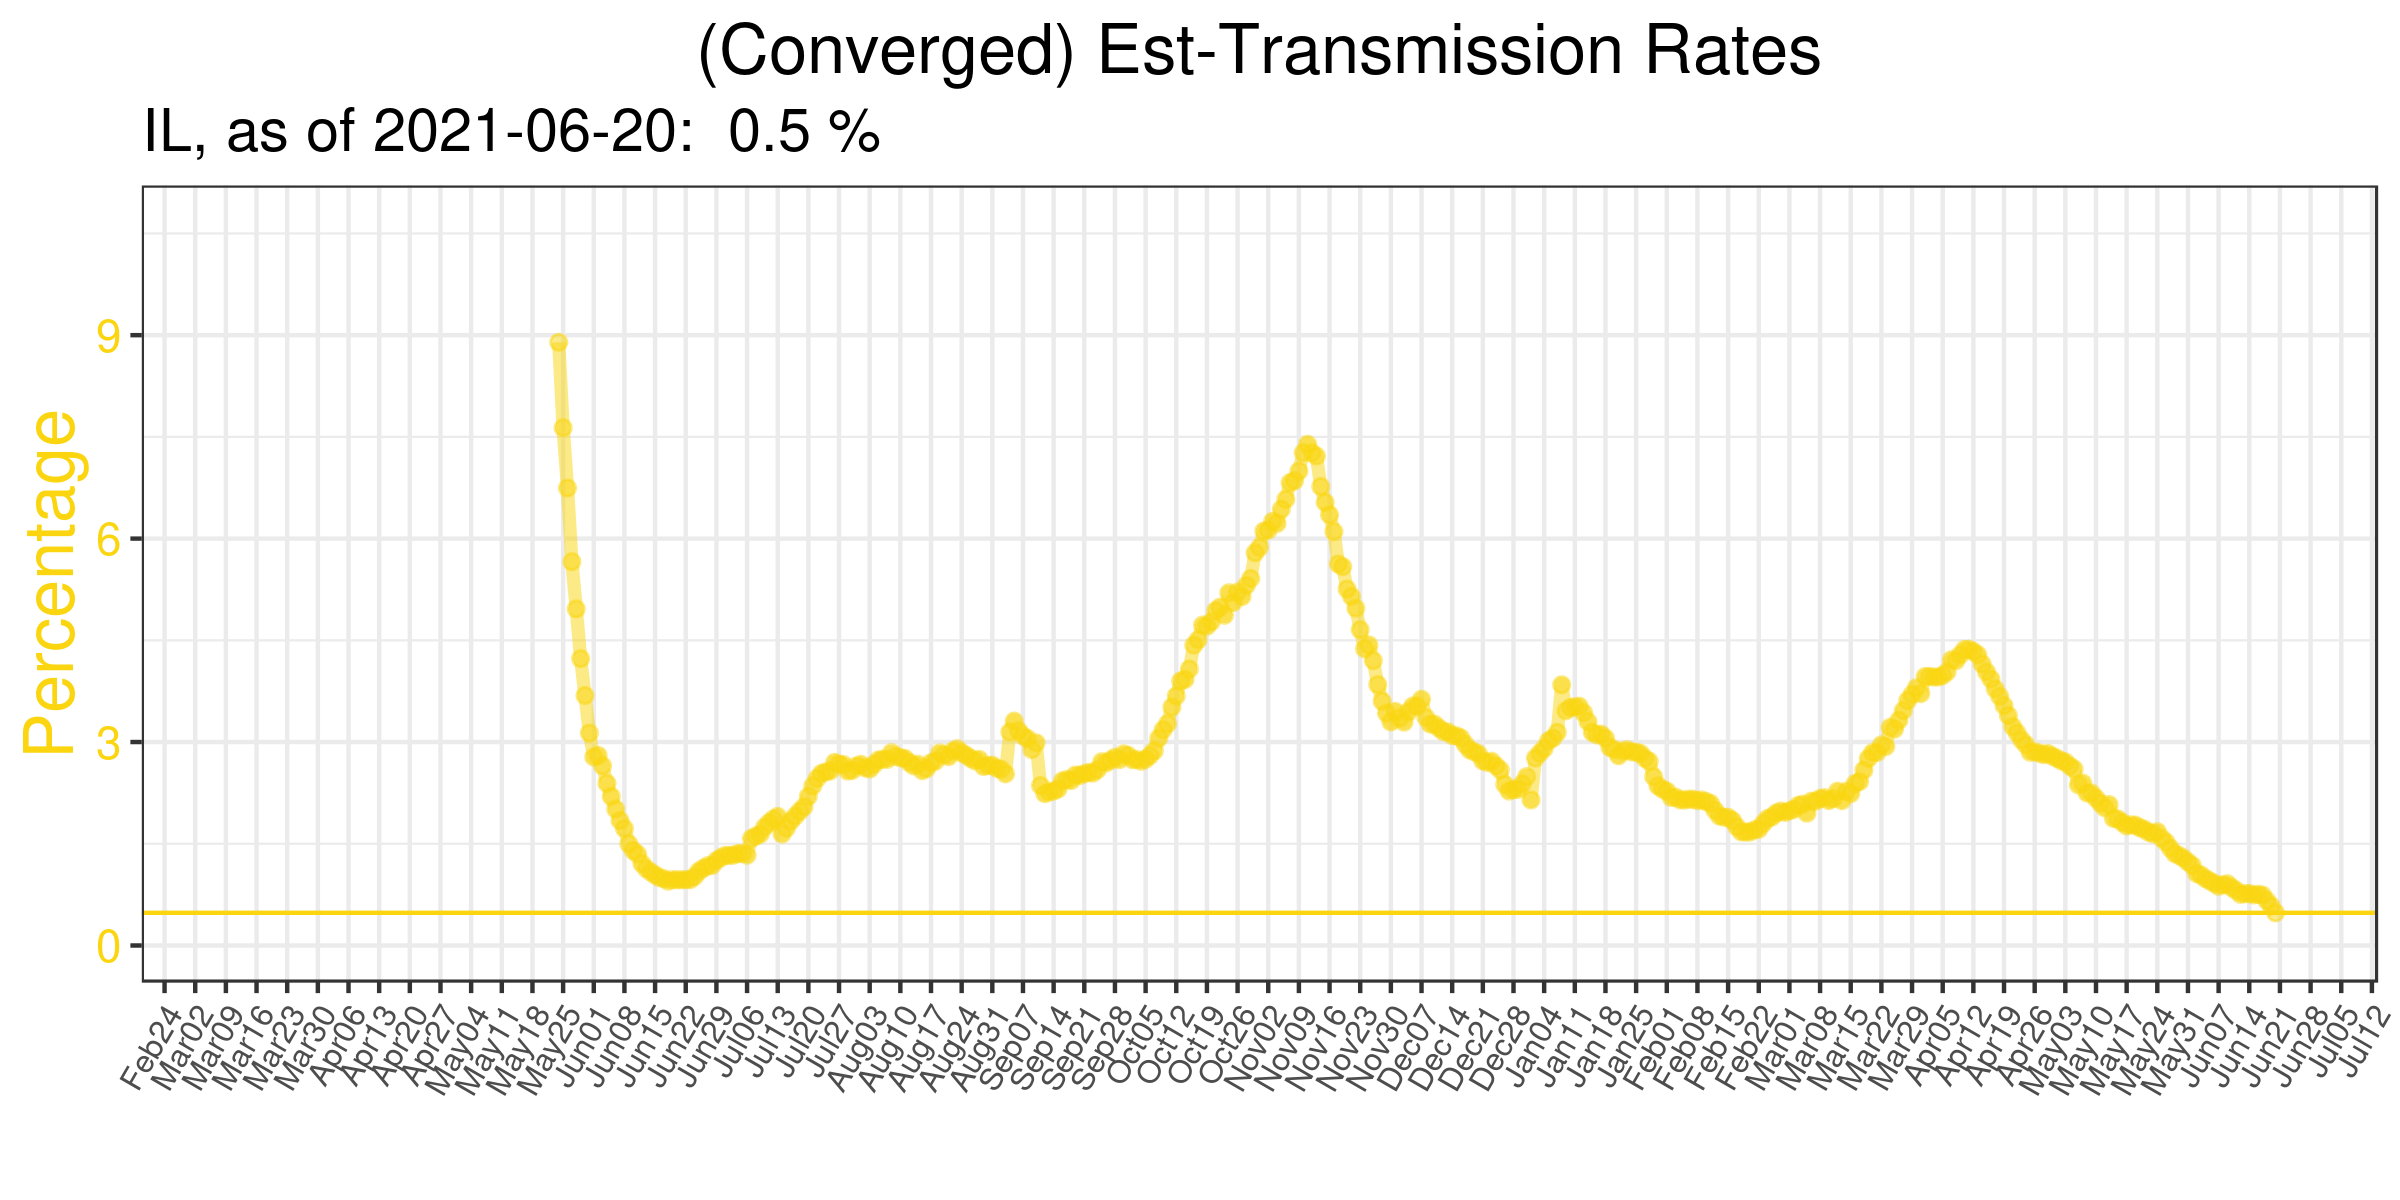 (Converged) Est-Transmission Rates
IL, as of 2021-06-20:  0.5 %
Percentage
9
6
3
0
Feb24
Mar02
Mar09
Mar16
Mar23
Mar30
Apr06
Apr13
Apr20
Apr27
May04
May11
May18
May25
Jun01
Jun08
Jun15
Jun22
Jun29
Jul06
Jul13
Jul20
Jul27
Aug03
Aug10
Aug17
Aug24
Aug31
Sep07
Sep14
Sep21
Sep28
Oct05
Oct12
Oct19
Oct26
Nov02
Nov09
Nov16
Nov23
Nov30
Dec07
Dec14
Dec21
Dec28
Jan04
Jan11
Jan18
Jan25
Feb01
Feb08
Feb15
Feb22
Mar01
Mar08
Mar15
Mar22
Mar29
Apr05
Apr12
Apr19
Apr26
May03
May10
May17
May24
May31
Jun07
Jun14
Jun21
Jun28
Jul05
Jul12